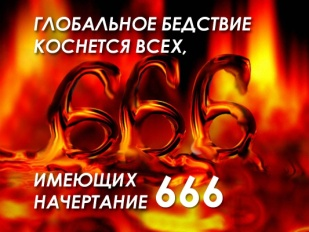 ГЛОБАЛЬНОЕ БЕДСТВИЕ
КОСНЕТСЯ ВСЕХ,
666
ИМЕЮЩИХ
НАЧЕРТАНИЕ 666